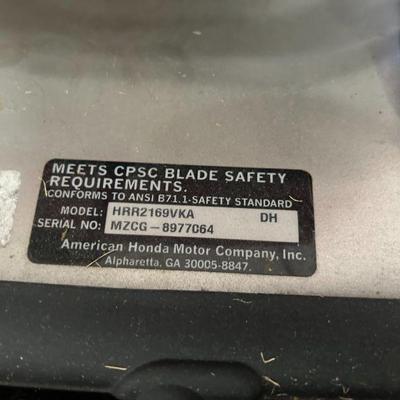 MEETS CPSC BLADE SAFETY
REQUIREMENTS.
CONFORMS TO ANSI B71.1-SAFETY STANDARD
MODEL: HRR2169VKA DH
SERIAL NO: MZCG-8977064
American Honda Motor Company, Inc.
Alpharetta, GA 30005-8847.